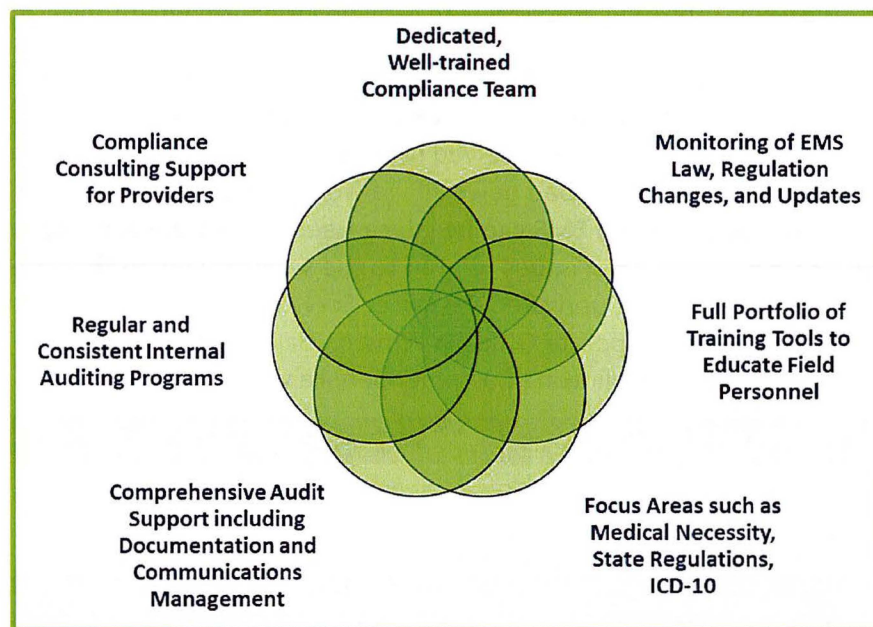 Dedicated,
Well-trained
Compliance Team
Monitoring of EMS
Law, Regulation
Changes, and Updates
Full Portfolio of
Training Tools to
Educate Field
Personnel
Focus Areas such as
Medical Necessity,
State Regulations,
ICD-10
Comprehensive Audit
Support including
Documentation and
Communications
Management
Regular and
Consistent Internal
Auditing Programs
Compliance
Consulting Support
for Providers